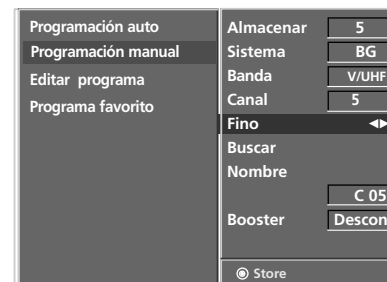 Programación auto
Programación manual
Editar programa
Programa favorito
Almacenar 5
Sistema BG
Banda V/UHF
Canal 5
Fino ◀▶
Buscar
Nombre
C 05
Booster Descon
Store